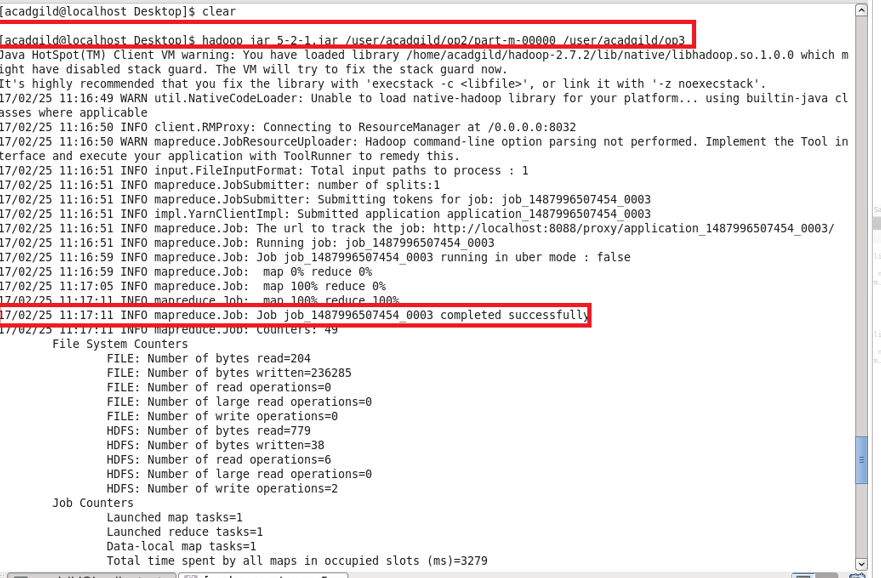 [acadgild@localhost Desktop]$ clear
[acadgild@localhost Desktop]$ hadoop jar 5-2-1.jar /user/acadgild/op2/part-m-00000 /user/acadgild/op3
Java HotSpot(TM) Client VM warning: You have loaded library /home/acadgild/hadoop-2.7.2/lib/native/libhadoop.so.1.0.0 which m
ight have disabled stack guard. The VM will try to fix the stack guard now.
It's highly recommended that you fix the library with 'execstack -c <libfile>', or link it with '-z noexecstack'.
17/02/25 11:16:49 WARN util.NativeCodeLoader: Unable to load native-hadoop library for your platform... using builtin-java cl
asses where applicable
17/02/25 11:16:50 INFO client.RMProxy: Connecting to ResourceManager at /0.0.0.0:8032
17/02/25 11:16:50 WARN mapreduce.JobResourceUploader: Hadoop command-line option parsing not performed. Implement the Tool in
terface and execute your application with ToolRunner to remedy this.
17/02/25 11:16:51 INFO input.FileInputFormat: Total input paths to process : 1
17/02/25 11:16:51 INFO mapreduce.JobSubmitter: number of splits:1
17/02/25 11:16:51 INFO mapreduce.JobSubmitter: Submitting tokens for job: job_1487996507454_0003
17/02/25 11:16:51 INFO impl.YarnClientImpl: Submitted application application_1487996507454_0003
17/02/25 11:16:51 INFO mapreduce.Job: The url to track the job: http://localhost:8088/proxy/application_1487996507454_0003/
17/02/25 11:16:51 INFO mapreduce.Job: Running job: job_1487996507454_0003
17/02/25 11:16:59 INFO mapreduce.Job: Job job_1487996507454_0003 running in uber mode : false
17/02/25 11:16:59 INFO mapreduce.Job:  map 0% reduce 0%
17/02/25 11:17:05 INFO mapreduce.Job:  map 100% reduce 0%
17/02/25 11:17:11 INFO mapreduce.Job:  map 100% reduce 100%
17/02/25 11:17:11 INFO mapreduce.Job: Job job_1487996507454_0003 completed successfully
17/02/25 11:17:11 INFO mapreduce.Job: Counters: 49
File System Counters
FILE: Number of bytes read=204
FILE: Number of bytes written=236285
FILE: Number of read operations=0
FILE: Number of large read operations=0
FILE: Number of write operations=0
HDFS: Number of bytes read=779
HDFS: Number of bytes written=38
HDFS: Number of read operations=6
HDFS: Number of large read operations=0
HDFS: Number of write operations=2
Job Counters
Launched map tasks=1
Launched reduce tasks=1
Data-local map tasks=1
Total time spent by all maps in occupied slots (ms)=3279